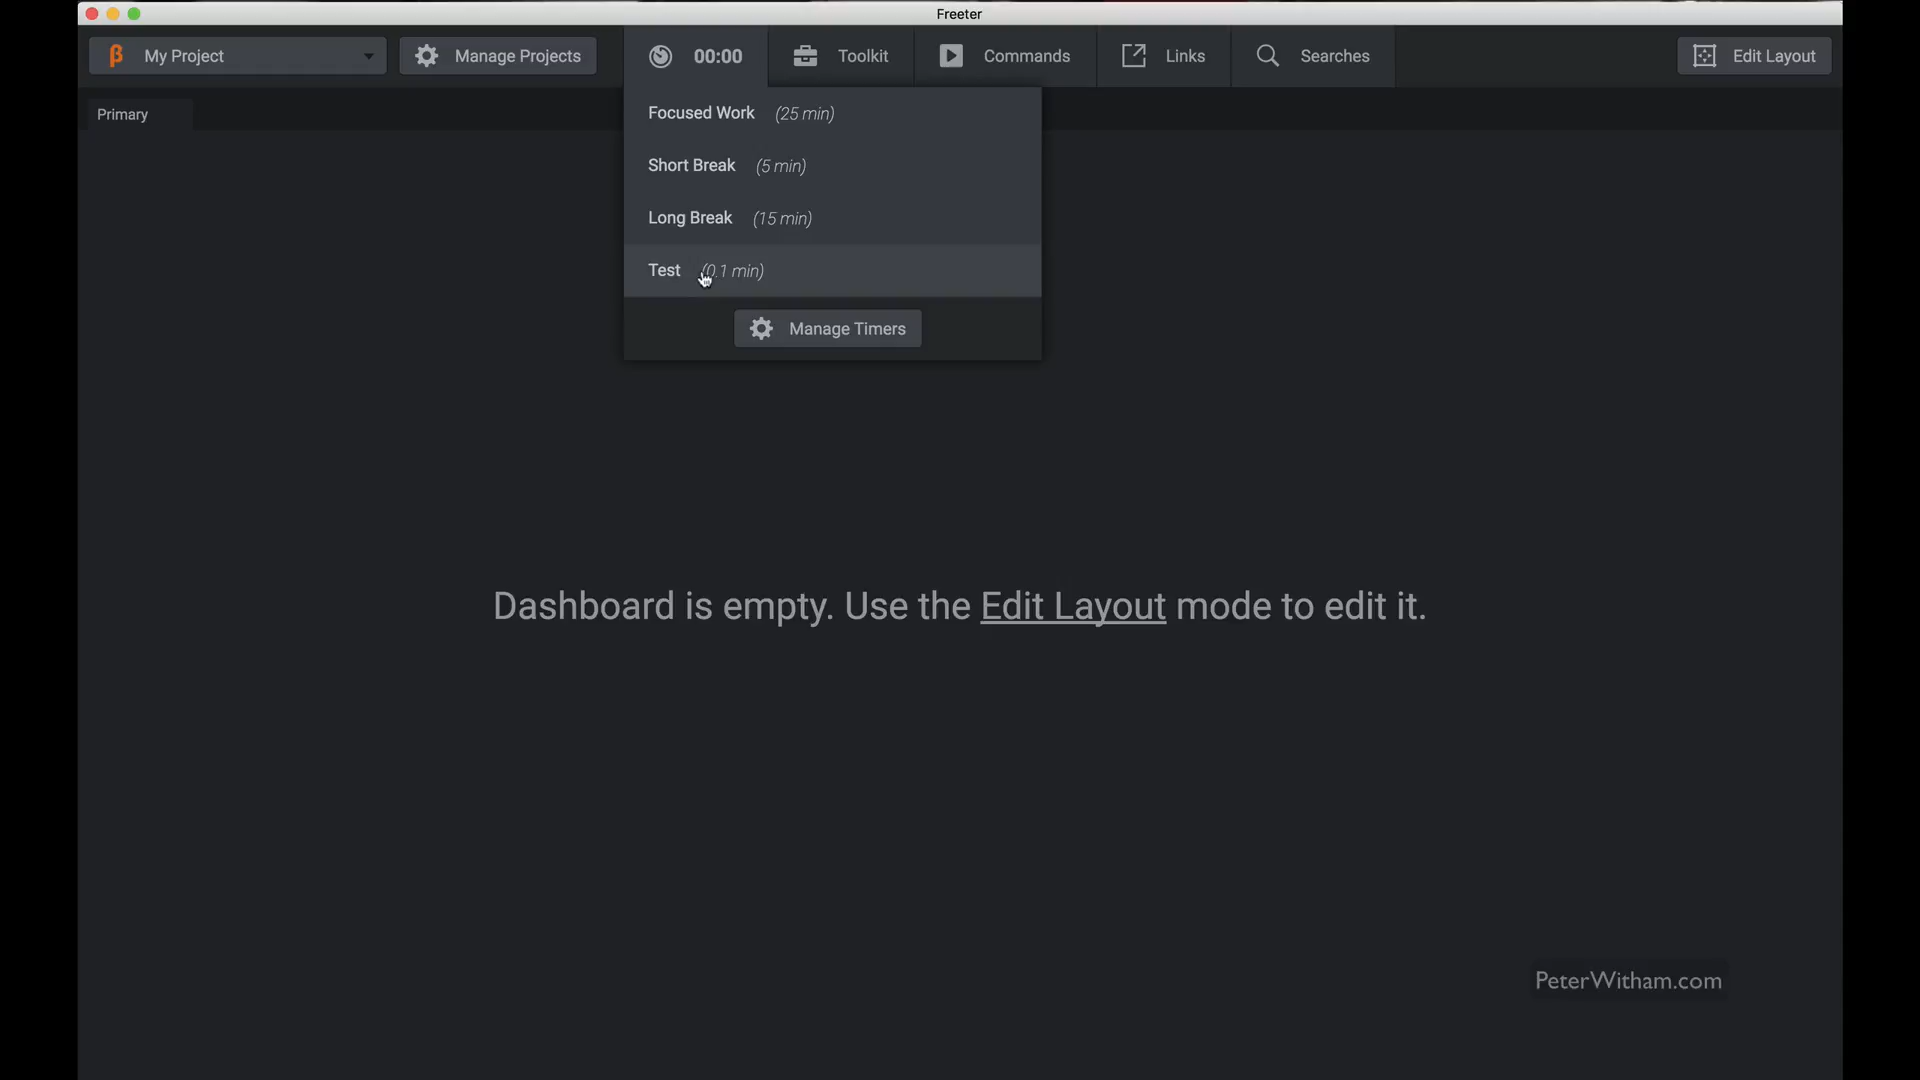 Freeter
β My Project
Manage Projects
00:00
Toolkit
Commands
Links
Searches
Edit Layout
Primary
Focused Work (25 min)
Short Break (5 min)
Long Break (15 min)
Test (0.1 min)
Manage Timers
Dashboard is empty. Use the Edit Layout mode to edit it.
PeterWitham.com